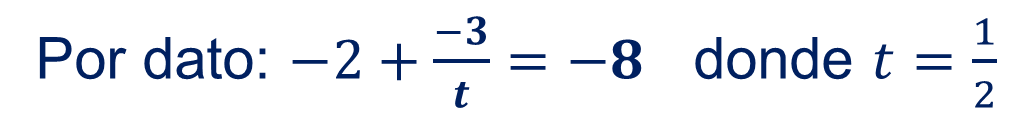 Por dato: −2 + −3/t = −8 donde t = 1/2